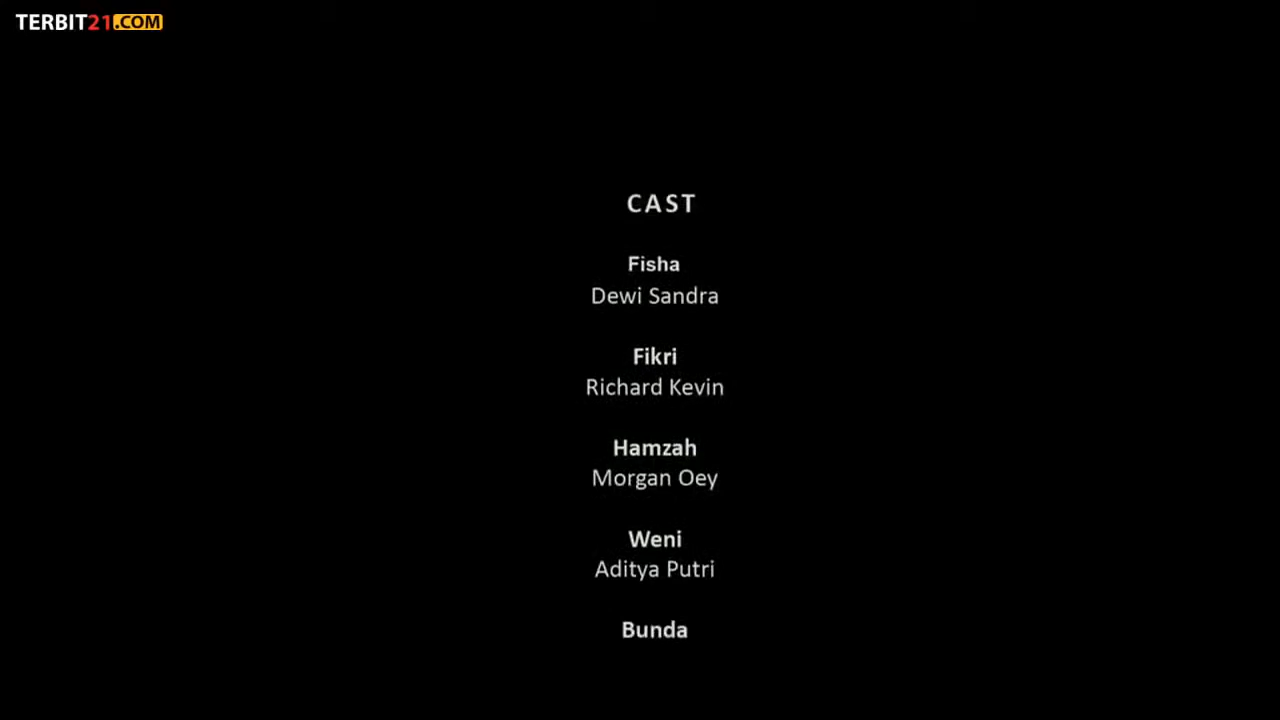 TERBIT21.COM
CAST
Fisha
Dewi Sandra
Fikri
Richard Kevin
Hamzah
Morgan Oey
Weni
Aditya Putri
Bunda